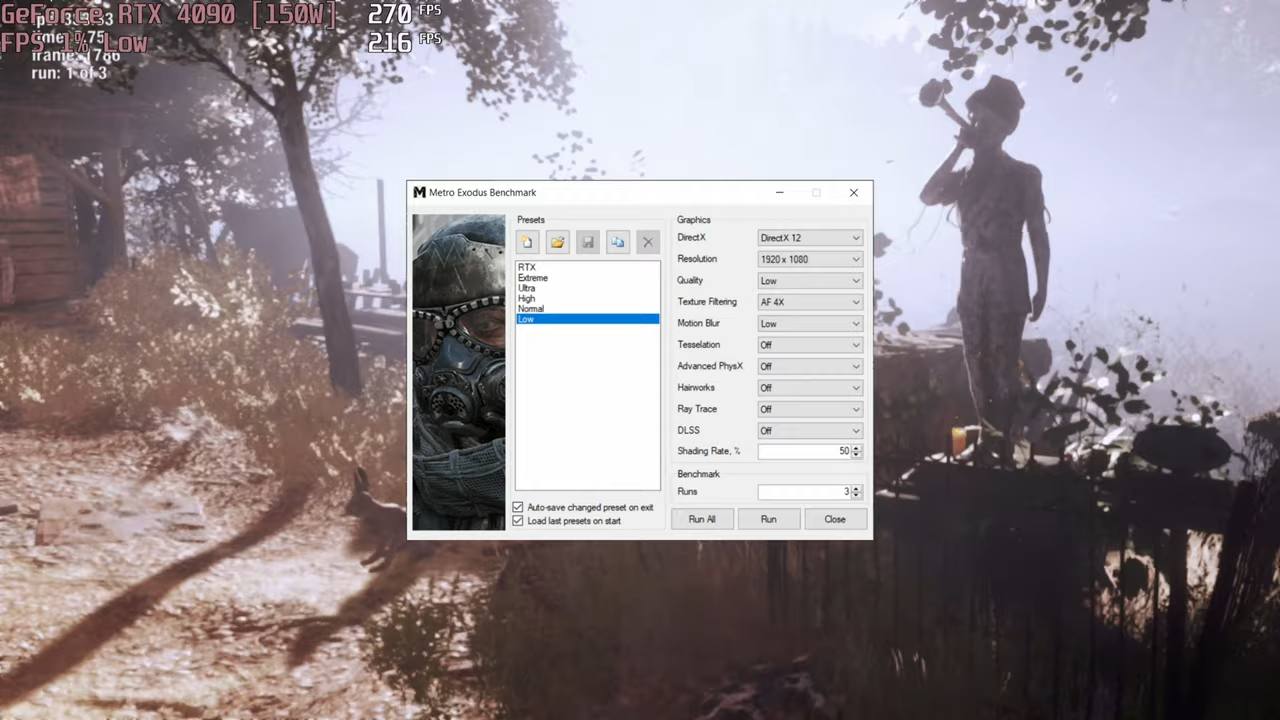 GeForce RTX 4090 [150W] 270 FPS
FPS 1% Low 216 FPS
frame: 1786
run: 1 of 3
Metro Exodus Benchmark
Presets
RTX
Extreme
Ultra
High
Normal
Low
Auto-save changed preset on exit
Load last presets on start
Graphics
DirectX DirectX 12
Resolution 1920 x 1080
Quality Low
Texture Filtering AF 4X
Motion Blur Low
Tesselation Off
Advanced PhysX Off
Hairworks Off
Ray Trace Off
DLSS Off
Shading Rate, % 50
Benchmark
Runs 3
Run All Run Close